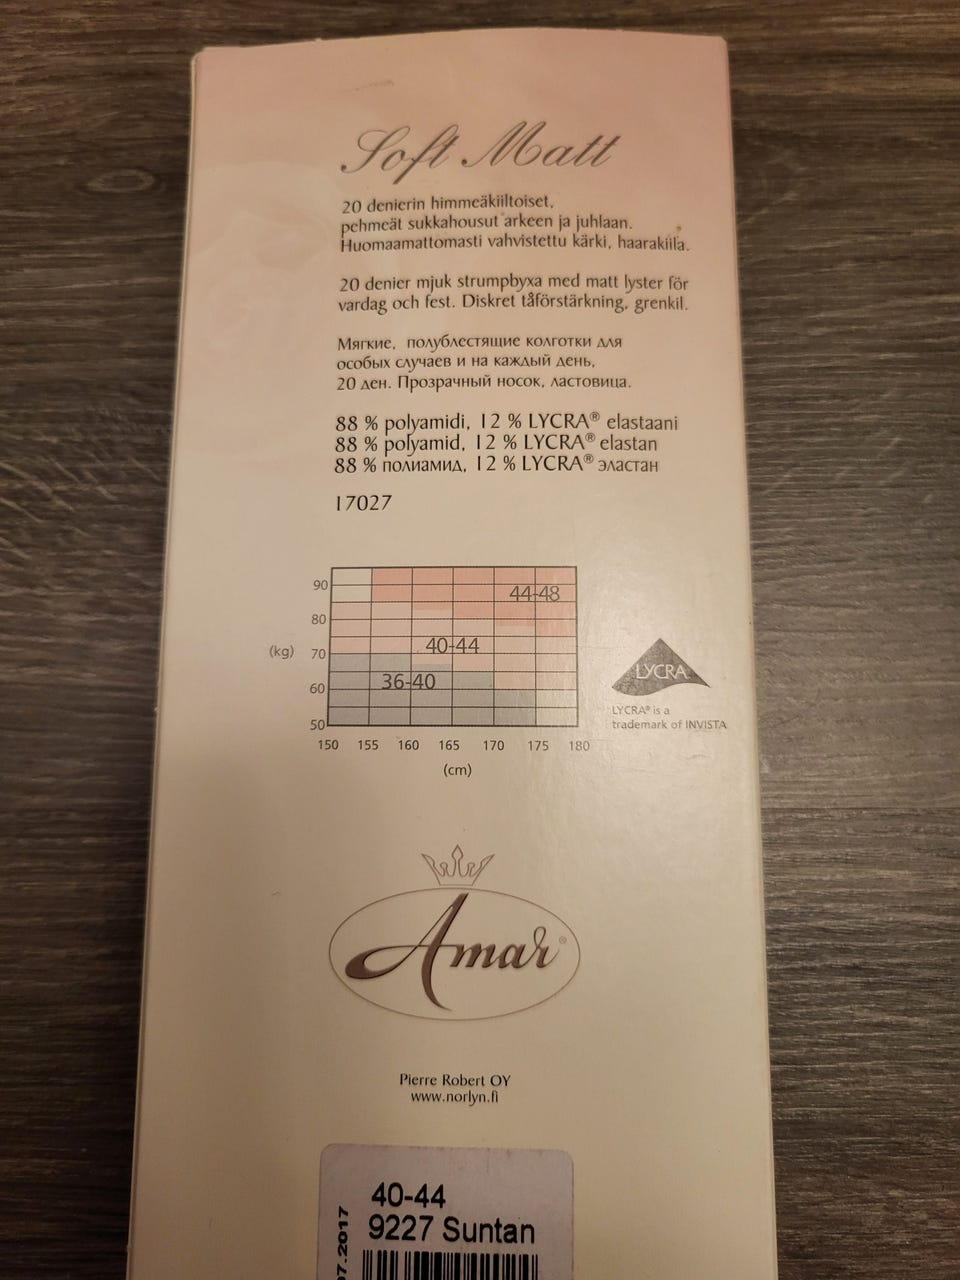 Soft Matt
20 denierin himmeäkiiltoiset,
pehmeät sukkahousut arkeen ja juhlaan.
Huomaamattomasti vahvistettu kärki, haarakiila.
20 denier mjuk strumpbyxa med matt lyster för
vardag och fest. Diskret tåförstärkning, grenkil.
Мягкие, полублестящие колготки для
особых случаев и на каждый день,
20 ден. Прозрачный носок, ластовица.
88 % polyamidi, 12 % LYCRA® elastaani
88 % polyamid, 12 % LYCRA® elastan
88 % полиамид, 12 % LYCRA® эластан
17027
90
44-48
80
40-44
(kg) 70
36-40
60
50
150 155 160 165 170 175 180
(cm)
LYCRA
LYCRA® is a
trademark of INVISTA
Amar®
Pierre Robert OY
www.norlyn.fi
40-44
9227 Suntan
7.2017